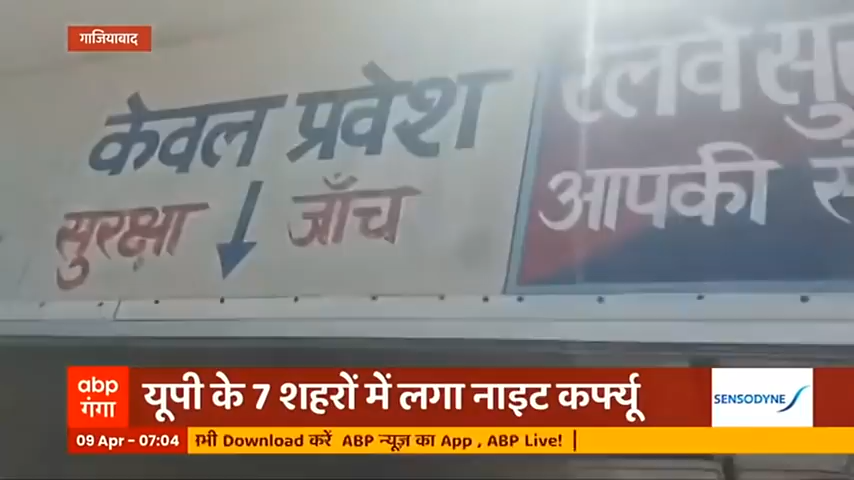 गाजियाबाद
केवल प्रवेश
सुरक्षा जाँच
रेलवे
आपकी
abp गंगा
यूपी के 7 शहरों में लगा नाइट कर्फ्यू
SENSODYNE
09 Apr - 07:04
Download करें ABP न्यूज़ का App , ABP Live!